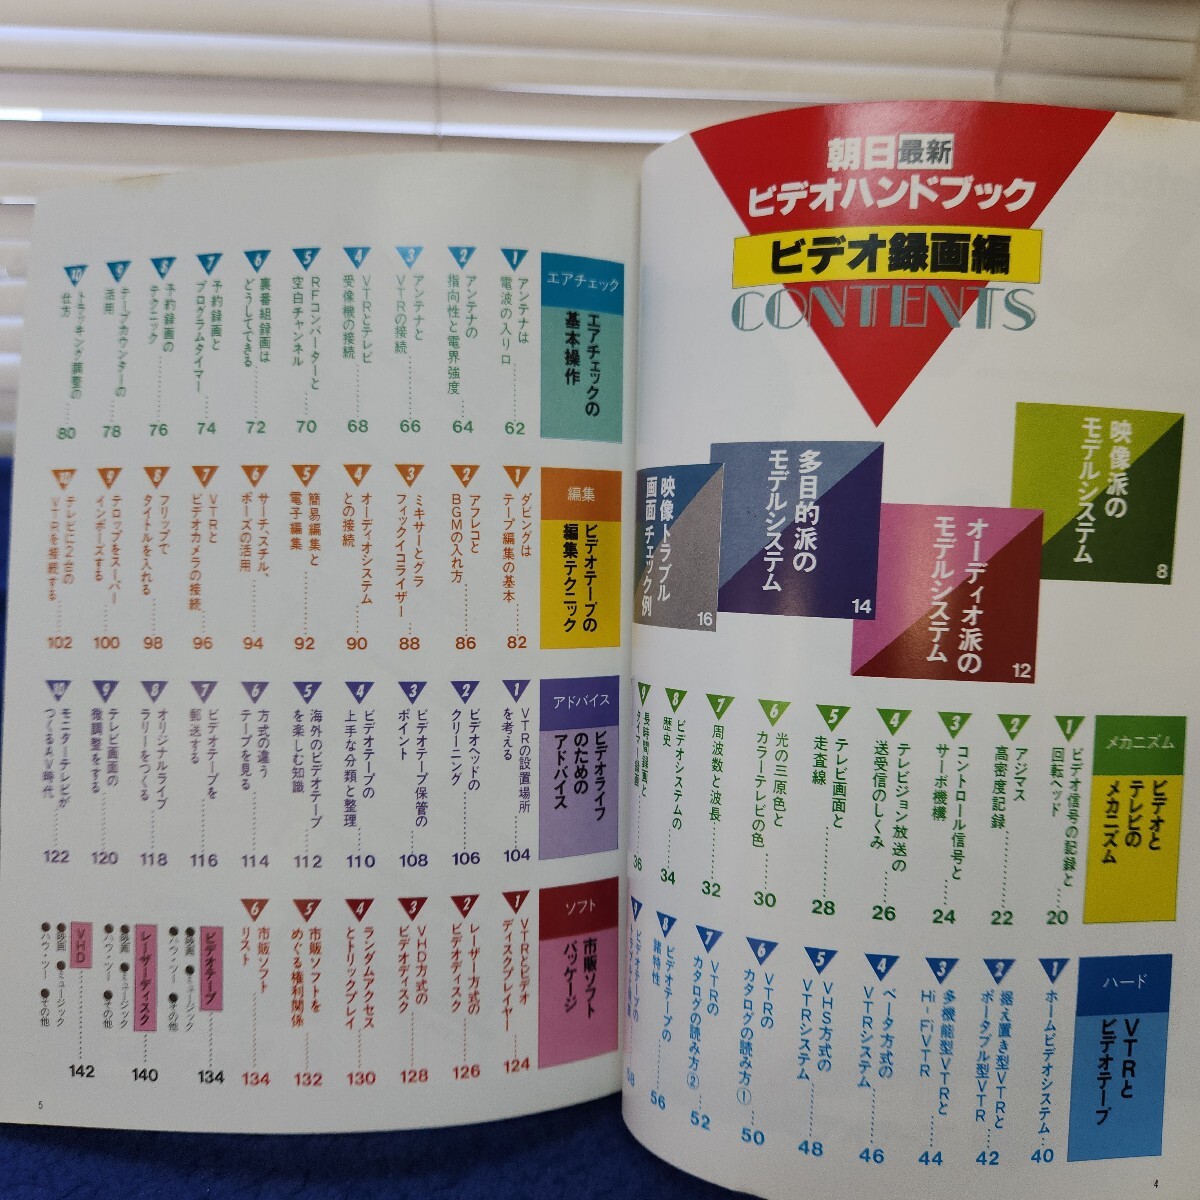 朝日最新
ビデオハンドブック
ビデオ録画編
CONTENTS
映像派の
モデルシステム
8
オーディオ派の
モデルシステム
12
多目的派の
モデルシステム
14
映像トラブル
画面チェック例
16
メカニズム
ビデオと
テレビの
メカニズム
1
ビデオ信号の記録と
回転ヘッド
20
2
アジマス
高密度記録
22
3
コントロール信号と
サーボ機構
24
4
テレビジョン放送の
送受信のしくみ
26
5
テレビ画面と
走査線
28
6
光の三原色と
カラーテレビの色
30
7
周波数と波長
32
8
ビデオシステムの
歴史
34
9
長時間録画と
36
ハード
VTRと
ビデオテープ
1
ホームビデオシステム
40
2
据え置き型VTRと
ポータブル型VTR
42
3
多機能型VTRと
Hi-FiVTR
44
4
ベータ方式の
VTRシステム
46
5
VHS方式の
VTRシステム
48
6
VTRの
カタログの読み方①
50
7
VTRの
カタログの読み方②
52
8
ビデオテープの
諸特性
56
ビデオテープの
58
4
エアチェック
エアチェックの
基本操作
1
アンテナは
電波の入り口
62
2
アンテナの
指向性と電界強度
64
3
アンテナと
VTRの接続
66
4
VTRとテレビ
受像機の接続
68
5
RFコンバーターと
空白チャンネル
70
6
裏番組録画は
どうしてできる
72
7
予約録画と
プログラムタイマー
74
8
予約録画の
テクニック
76
9
テープカウンターの
活用
78
10
トラッキング調整の
仕方
80
編集
ビデオテープの
編集テクニック
1
ダビングは
テープ編集の基本
82
2
アフレコと
BGMの入れ方
86
3
ミキサーとグラ
フィックイコライザー
88
4
オーディオシステム
との接続
90
5
簡易編集と
電子編集
92
6
サーチ、スチル、
ポーズの活用
94
7
VTRと
ビデオカメラの接続
96
8
フリップで
タイトルを入れる
98
9
テロップをスーパー
インポーズする
100
10
テレビに2台の
VTRを接続する
102
アドバイス
ビデオライフ
のための
アドバイス
1
VTRの設置場所
を考える
104
2
ビデオヘッドの
クリーニング
106
3
ビデオテープ保管の
ポイント
108
4
ビデオテープの
上手な分類と整理
110
5
海外のビデオテープ
を楽しむ知識
112
6
方式の違う
テープを見る
114
7
ビデオテープを
郵送する
116
8
オリジナルライブ
ラリーをつくる
118
9
テレビ画面の
微調整をする
120
10
モニターテレビが
つくるAV時代
122
ソフト
市販ソフト
パッケージ
1
VTRとビデオ
ディスクプレイヤー
124
2
レーザー方式の
ビデオディスク
126
3
VHD方式の
ビデオディスク
128
4
ランダムアクセス
とトリックプレイ
130
5
市販ソフトを
めぐる権利関係
132
6
市販ソフト
リスト
134
ビデオテープ
134
●映画 ●ミュージック
●ハウ・ツー ●その他
レーザーディスク
140
●映画 ●ミュージック
●ハウ・ツー ●その他
VHD
142
●映画 ●ミュージック
●ハウ・ツー ●その他
5